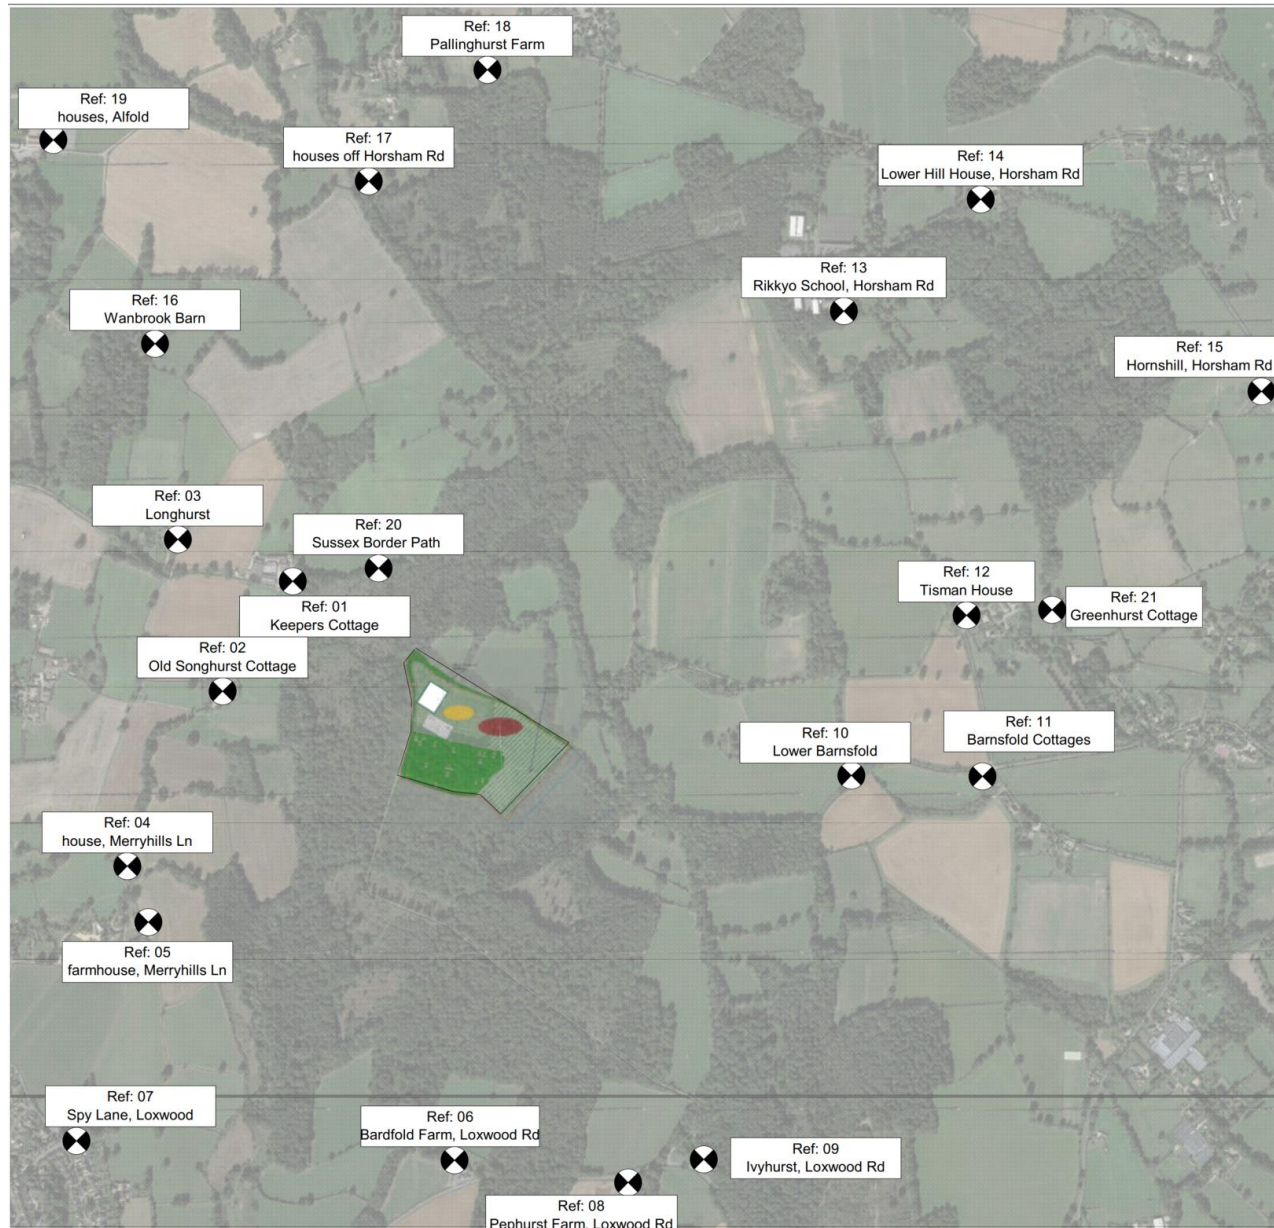 Ref: 18
Pallinghurst Farm
Ref: 19
houses, Alfold
Ref: 17
houses off Horsham Rd
Ref: 14
Lower Hill House, Horsham Rd
Ref: 13
Rikkyo School, Horsham Rd
Ref: 16
Wanbrook Barn
Ref: 15
Hornshill, Horsham Rd
Ref: 03
Longhurst
Ref: 20
Sussex Border Path
Ref: 01
Keepers Cottage
Ref: 12
Tisman House
Ref: 21
Greenhurst Cottage
Ref: 02
Old Songhurst Cottage
Ref: 10
Lower Barnsfold
Ref: 11
Barnsfold Cottages
Ref: 04
house, Merryhills Ln
Ref: 05
farmhouse, Merryhills Ln
Ref: 07
Spy Lane, Loxwood
Ref: 06
Bardfold Farm, Loxwood Rd
Ref: 09
Ivyhurst, Loxwood Rd
Ref: 08
Pephurst Farm, Loxwood Rd